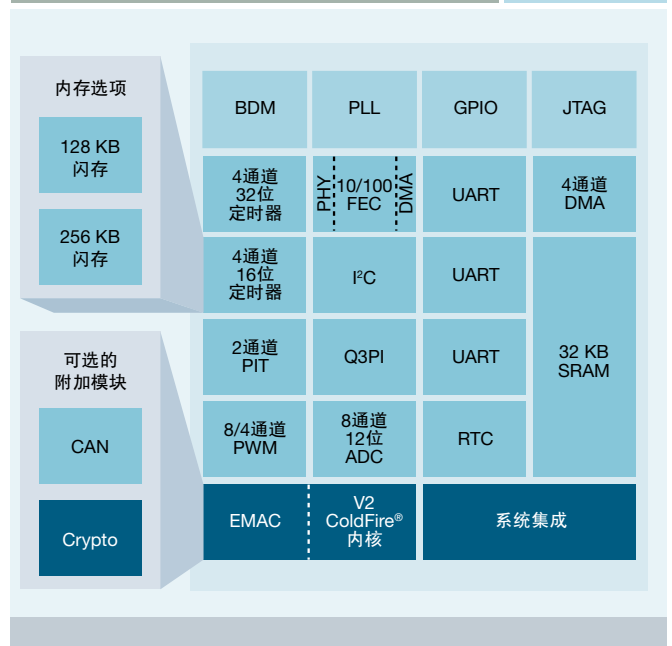 内存选项
128 KB
闪存
256 KB
闪存
可选的
附加模块
CAN
Crypto
BDM
PLL
GPIO
JTAG
4通道
32位
定时器
PHY
10/100
FEC
DMA
UART
4通道
DMA
4通道
16位
定时器
I²C
UART
32 KB
SRAM
2通道
PIT
Q3PI
UART
8/4通道
PWM
8通道
12位
ADC
RTC
EMAC
V2
ColdFire®
内核
系统集成